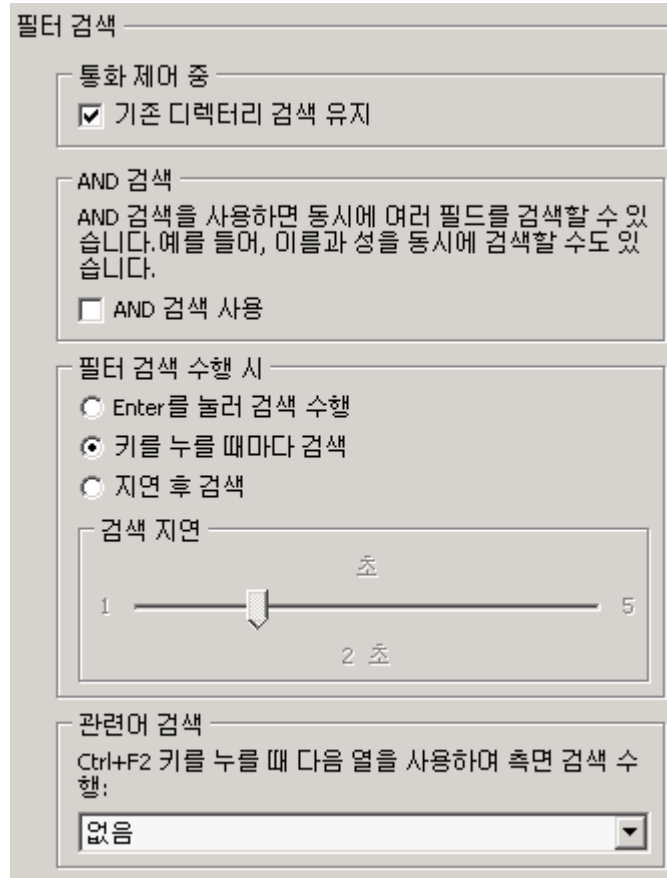 필터 검색
통화 제어 중
기존 디렉터리 검색 유지
AND 검색
AND 검색을 사용하면 동시에 여러 필드를 검색할 수 있
습니다.예를 들어, 이름과 성을 동시에 검색할 수도 있
습니다.
AND 검색 사용
필터 검색 수행 시
Enter를 눌러 검색 수행
키를 누를 때마다 검색
지연 후 검색
검색 지연
초
1 5
2 초
관련어 검색
Ctrl+F2 키를 누를 때 다음 열을 사용하여 측면 검색 수
행:
없음